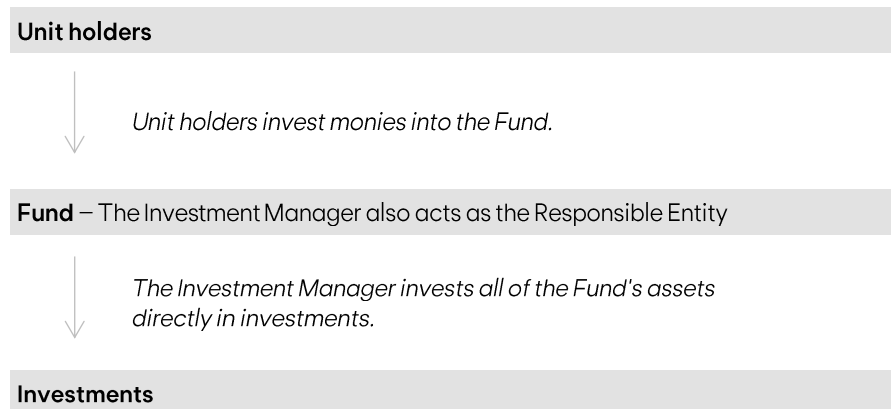 Unit holders
Unit holders invest monies into the Fund.
Fund – The Investment Manager also acts as the Responsible Entity
The Investment Manager invests all of the Fund's assets
directly in investments.
Investments